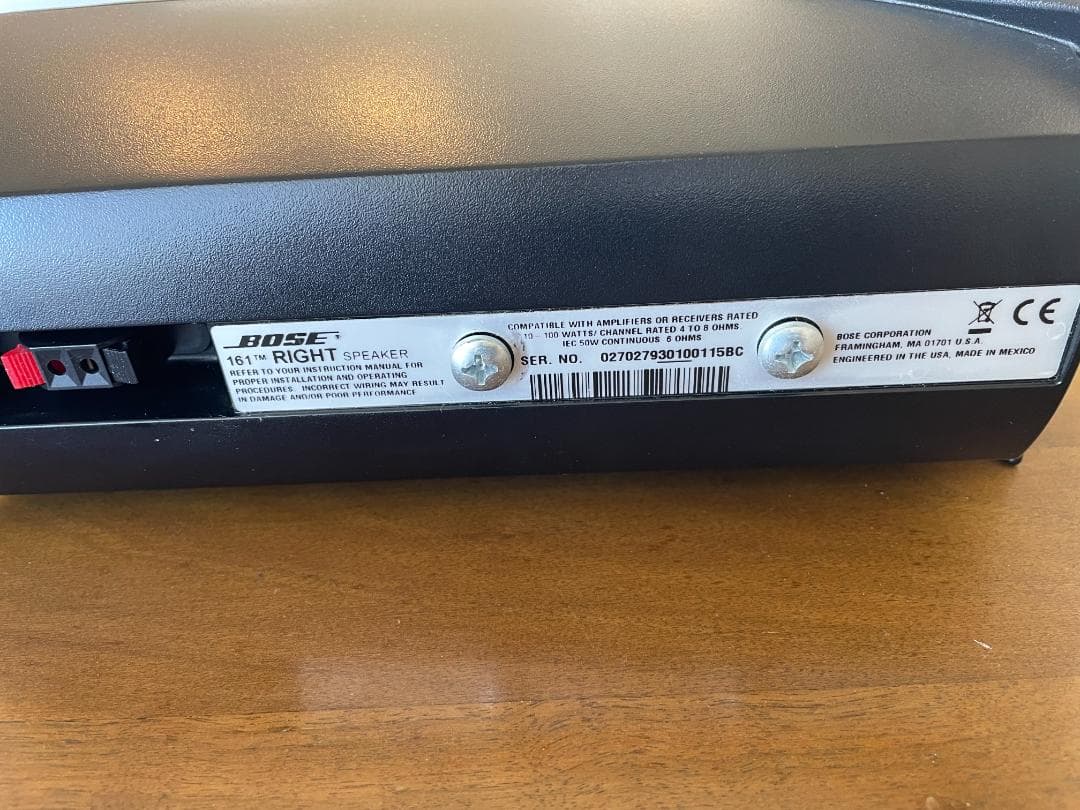 BOSE®
161™ RIGHT SPEAKER
REFER TO YOUR INSTRUCTION MANUAL FOR
PROPER INSTALLATION AND OPERATING
PROCEDURES. INCORRECT WIRING MAY RESULT
IN DAMAGE AND/OR POOR PERFORMANCE
COMPATIBLE WITH AMPLIFIERS OR RECEIVERS RATED
10 – 100 WATTS/ CHANNEL RATED 4 TO 8 OHMS.
IEC 50W CONTINUOUS 6 OHMS
SER. NO. 027027930100115BC
BOSE CORPORATION
FRAMINGHAM, MA 01701 U.S.A.
ENGINEERED IN THE USA, MADE IN MEXICO
CE